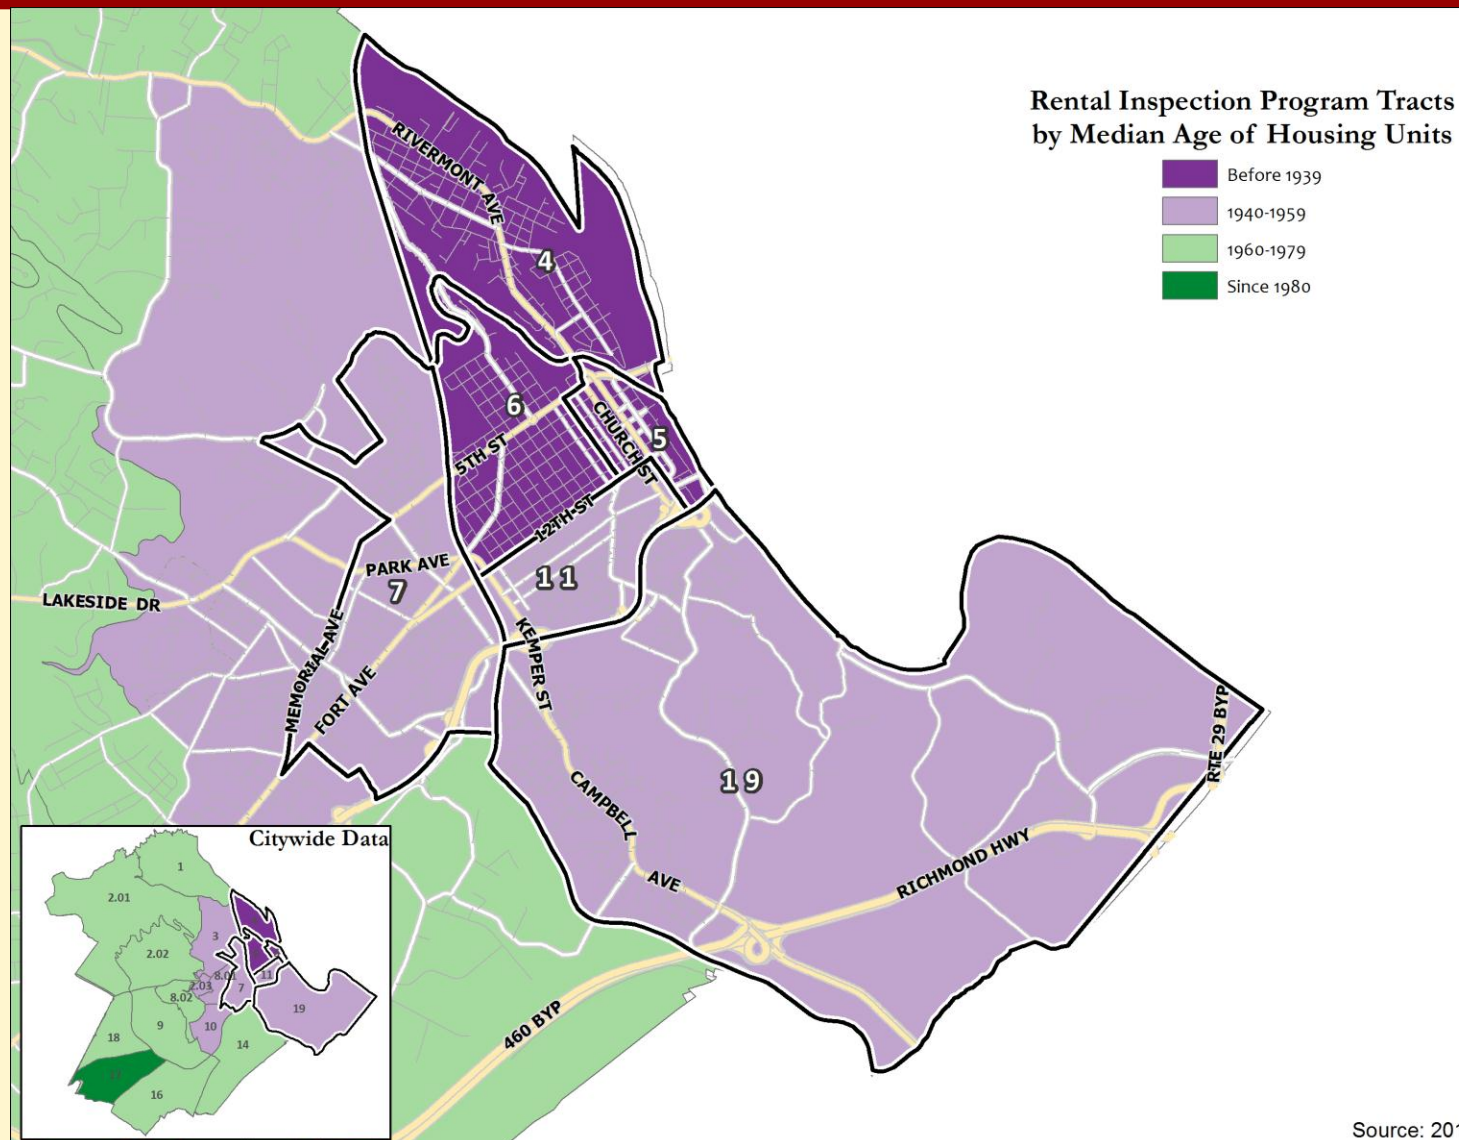 Rental Inspection Program Tracts
by Median Age of Housing Units
Before 1939
1940-1959
1960-1979
Since 1980
RIVERMONT AVE
4
6
5
CHURCH ST
5TH ST
12TH ST
PARK AVE
7
11
LAKESIDE DR
MEMORIAL AVE
FORT AVE
KEMPER ST
RTE 29 BYP
19
CAMPBELL
AVE
RICHMOND HWY
460 BYP
Citywide Data
1
2.01
3
2.02
8.01
11
2.03
7
8.02
19
9
10
18
14
17
16
Source: 201